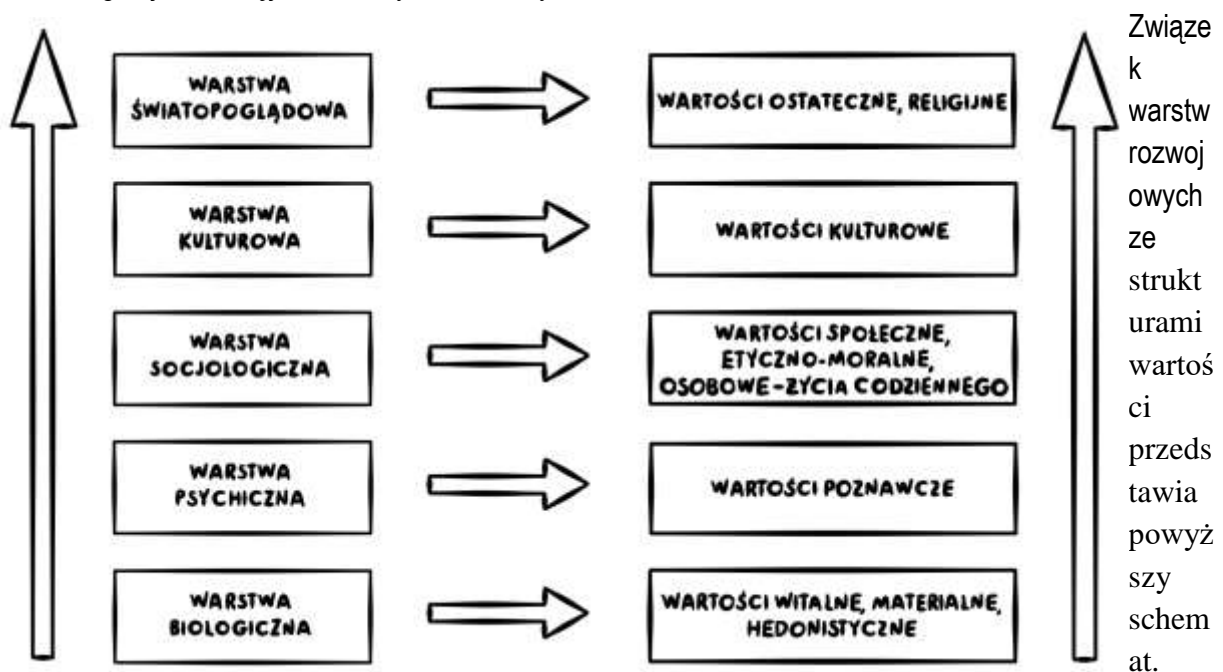 WARSTWA
ŚWIATOPOGLĄDOWA
WARTOŚCI OSTATECZNE, RELIGIJNE
WARSTWA
KULTUROWA
WARTOŚCI KULTUROWE
WARSTWA
SOCJOLOGICZNA
WARTOŚCI SPOŁECZNE,
ETYCZNO-MORALNE,
OSOBOWE-ŻYCIA CODZIENNEGO
WARSTWA
PSYCHICZNA
WARTOŚCI POZNAWCZE
WARSTWA
BIOLOGICZNA
WARTOŚCI WITALNE, MATERIALNE,
HEDONISTYCZNE
Związe
k
warstw
rozwoj
owych
ze
strukt
urami
wartoś
ci
przeds
tawia
powyż
szy
schem
at.